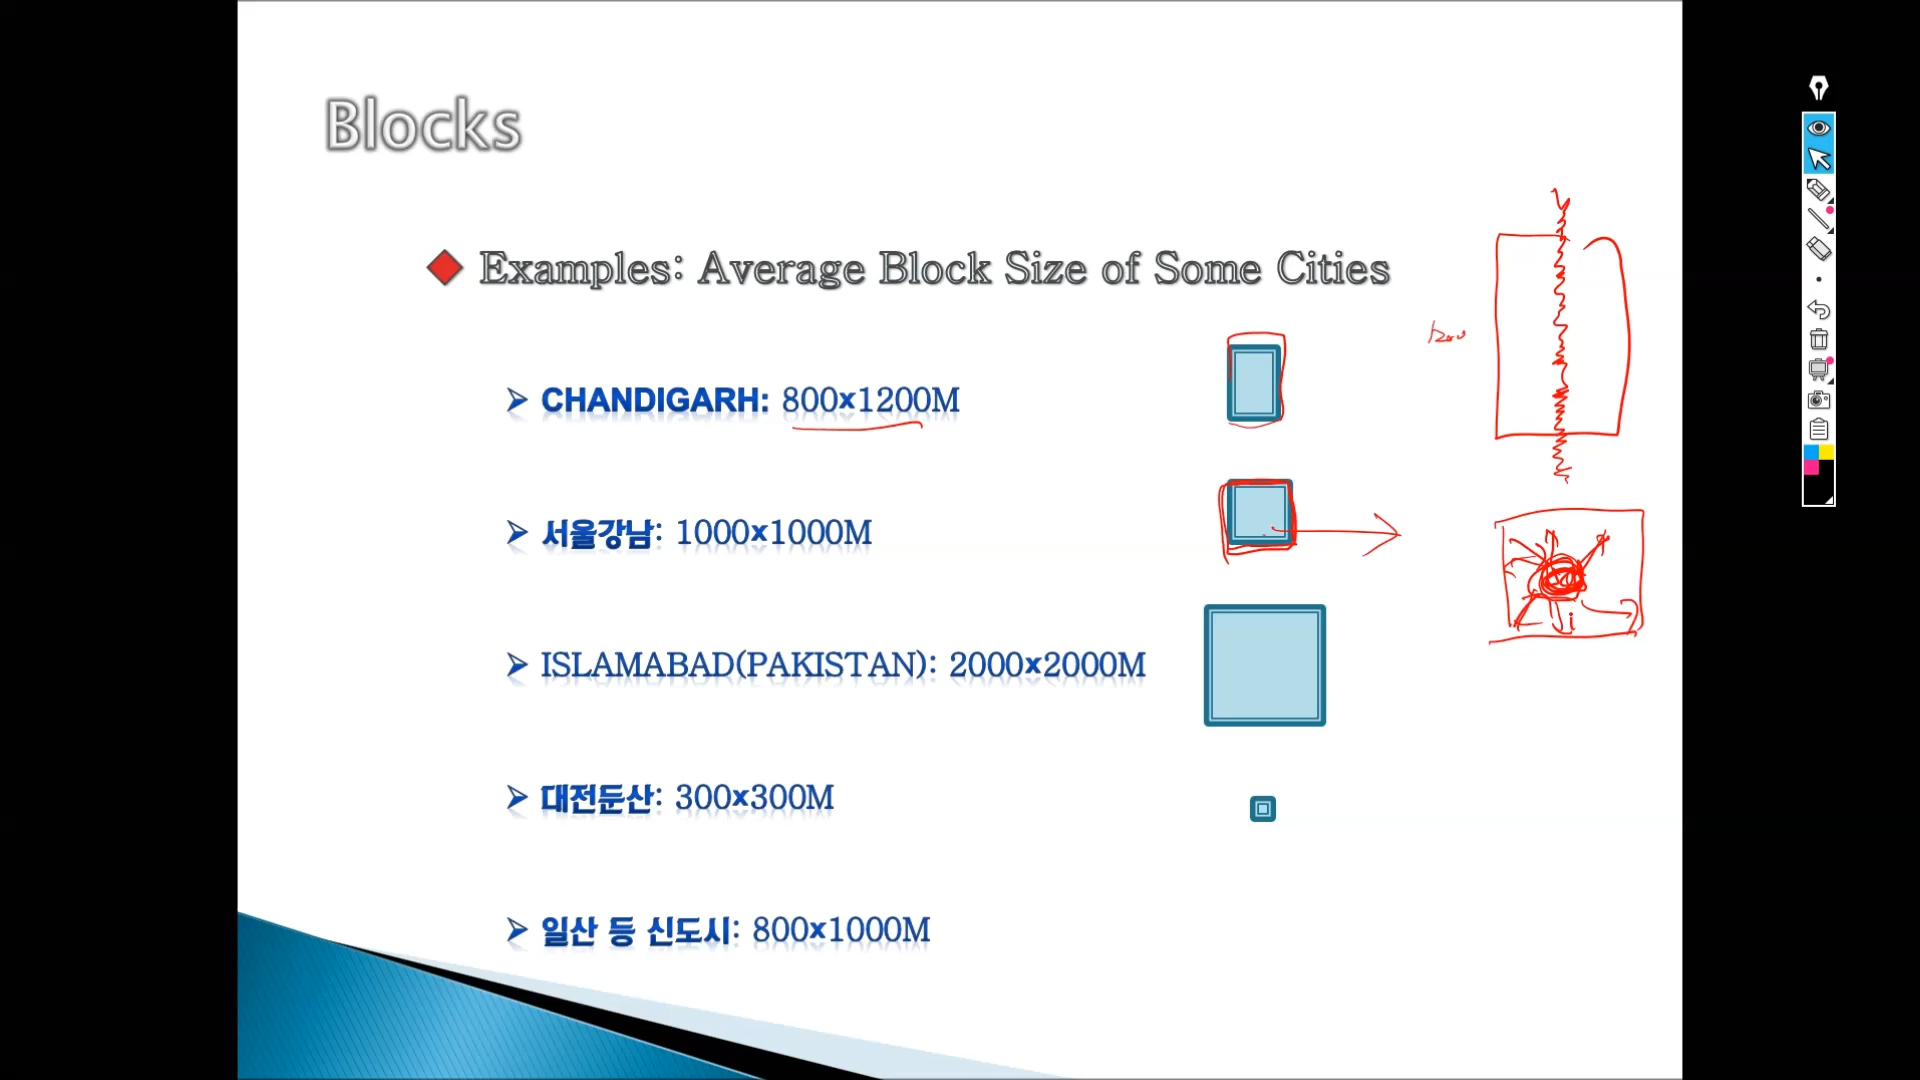 Blocks
Examples: Average Block Size of Some Cities
CHANDIGARH: 800x1200M
서울강남: 1000x1000M
ISLAMABAD(PAKISTAN): 2000x2000M
대전둔산: 300x300M
일산 등 신도시: 800x1000M